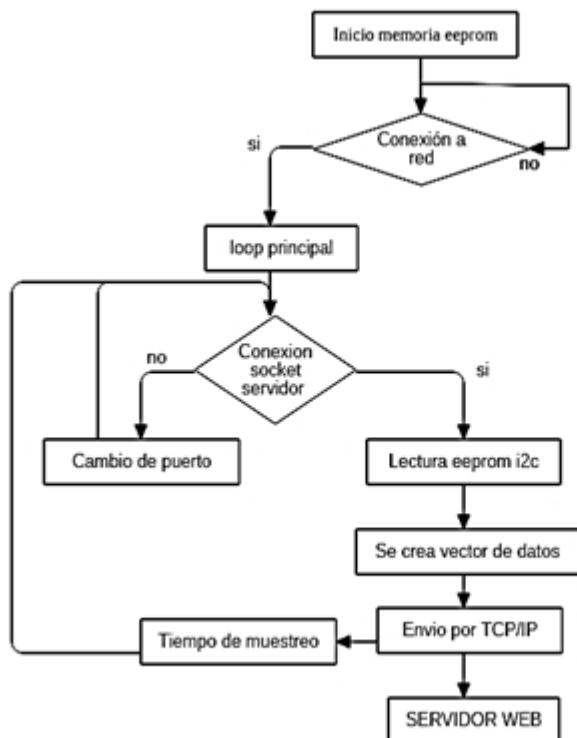 Inicio memoria eeprom
Conexión a
red
si
no
loop principal
Conexion
socket
servidor
no
si
Cambio de puerto
Lectura eeprom i2c
Se crea vector de datos
Tiempo de muestreo
Envio por TCP/IP
SERVIDOR WEB